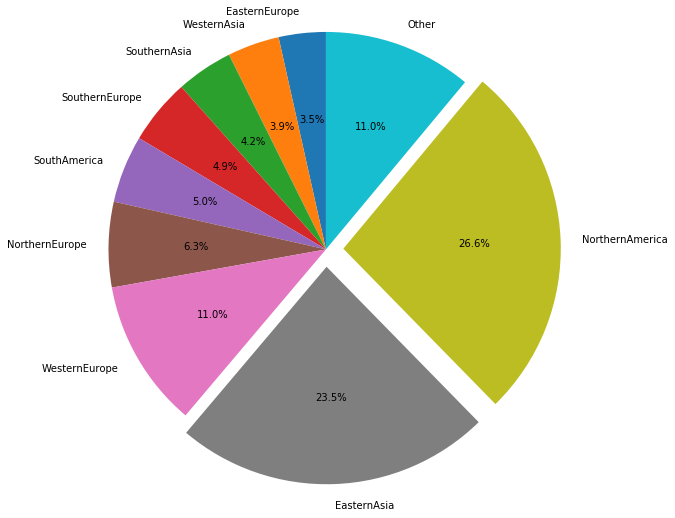 EasternEurope
WesternAsia
Other
SouthernAsia
SouthernEurope
SouthAmerica
NorthernEurope
WesternEurope
EasternAsia
NorthernAmerica
3.5%
3.9%
4.2%
4.9%
5.0%
6.3%
11.0%
23.5%
26.6%
11.0%